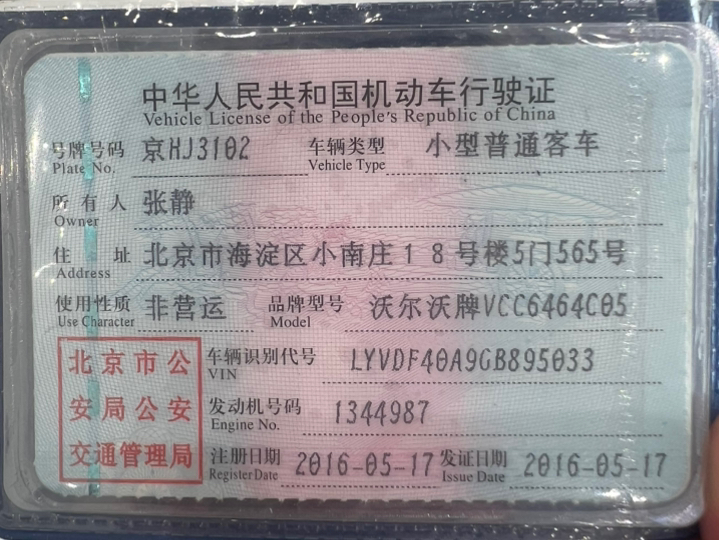 中华人民共和国机动车行驶证
Vehicle License of the People's Republic of China
号牌号码 京HJ3102 车辆类型 小型普通客车
Plate No. Vehicle Type
所有人 张静
Owner
住址 北京市海淀区小南庄18号楼5门565号
Address
使用性质 非营运 品牌型号 沃尔沃牌VCC6464C05
Use Character Model
北京市公安局公安交通管理局
车辆识别代号 LYVDF40A9GB895033
VIN
发动机号码 1344987
Engine No.
注册日期 2016-05-17 发证日期 2016-05-17
Register Date Issue Date